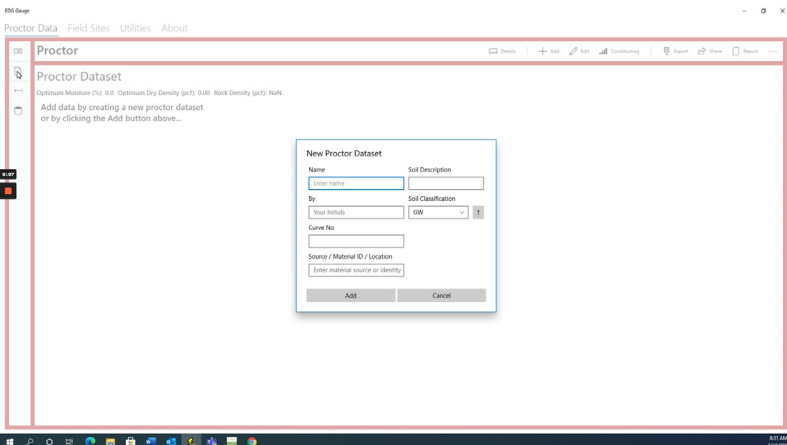 EDG Gauge
Proctor Data Field Sites Utilities About
Proctor
Details Add Edit Conditioning Export Share Report ...
Proctor Dataset
Optimum Moisture (%): 0.0 Optimum Dry Density (pcf): 0.00 Rock Density (pcf): NaN
Add data by creating a new proctor dataset
or by clicking the Add button above...
0:07
New Proctor Dataset
Name Soil Description
Enter name
By Soil Classification
Your Initials GW ?
Curve No
Source / Material ID / Location
Enter material source or identity
Add Cancel
8:51 AM